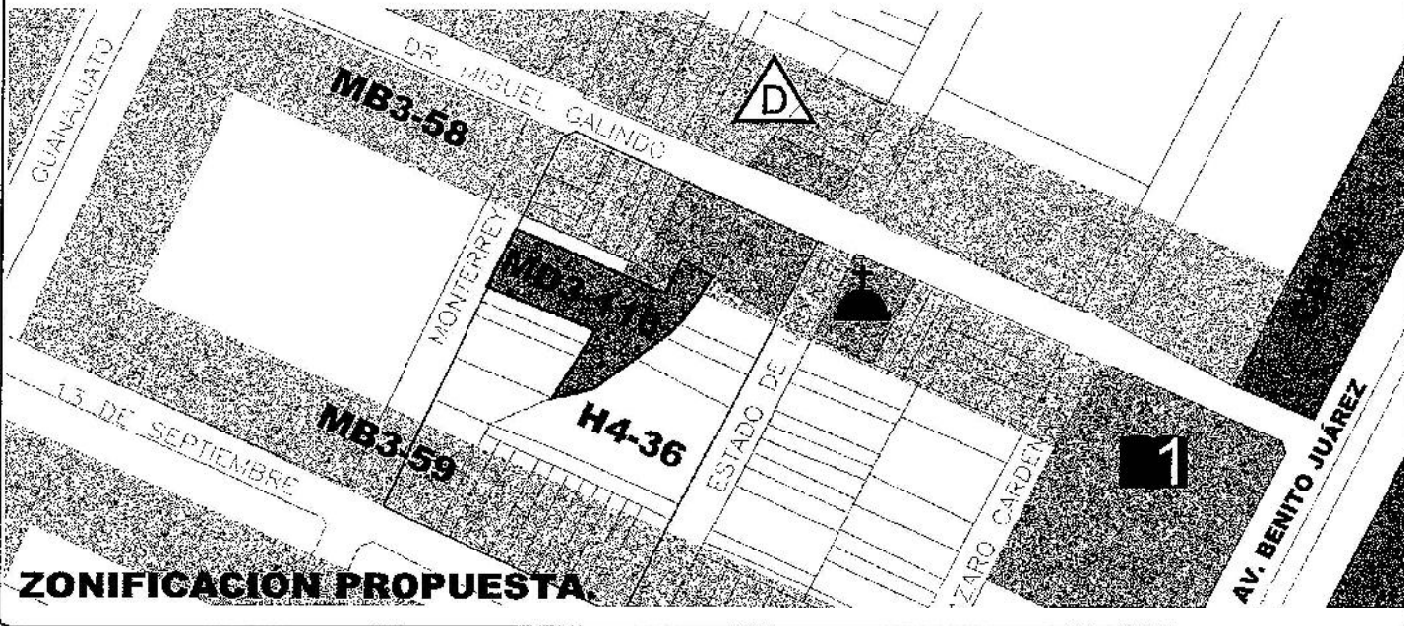 GUANAJUATO
DR. MIGUEL GALINDO
MB3-58
D
MONTERREY
13 DE SEPTIEMBRE
MB3-59
H4-36
ESTADO DE
1
AV. BENITO JUÁREZ
ZONIFICACIÓN PROPUESTA.